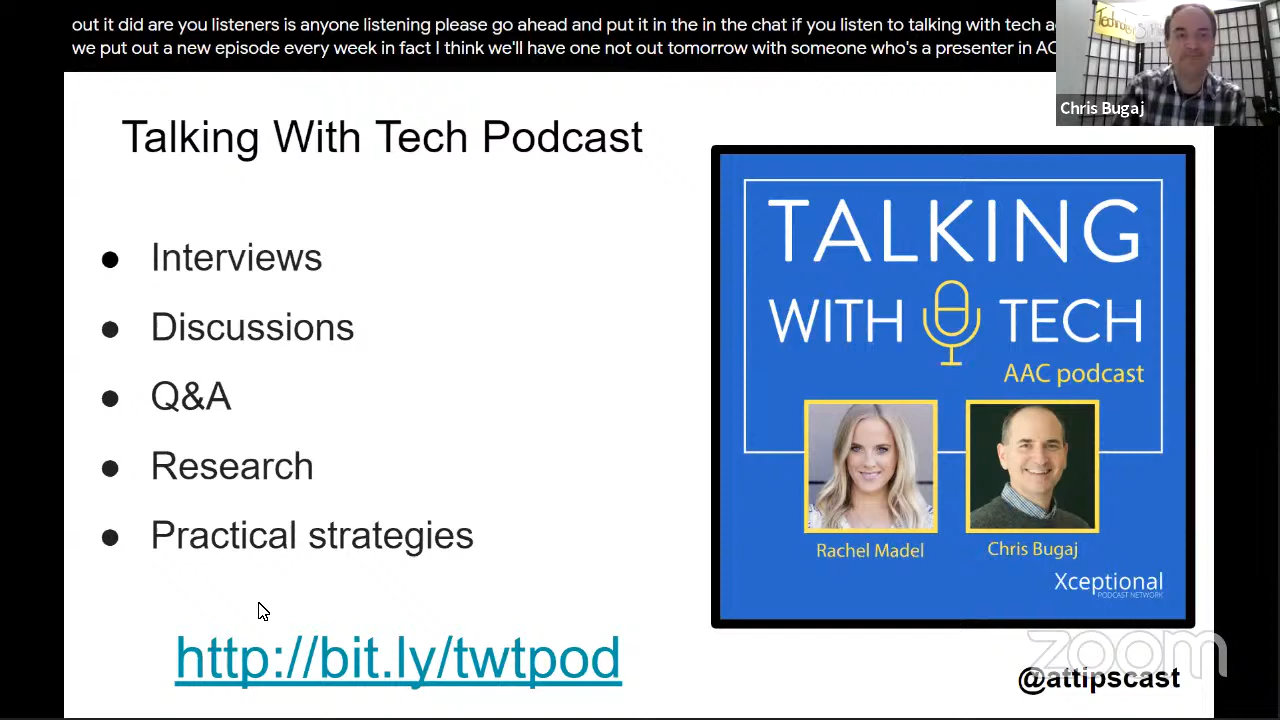 out it did are you listeners is anyone listening please go ahead and put it in the in the chat if you listen to talking with tech
we put out a new episode every week in fact I think we'll have one not out tomorrow with someone who's a presenter in
Chris Bugaj
Talking With Tech Podcast
● Interviews
● Discussions
● Q&A
● Research
● Practical strategies
http://bit.ly/twtpod
TALKING
WITH TECH
AAC podcast
Rachel Madel
Chris Bugaj
Xceptional
PODCAST NETWORK
zoom
@attipscast